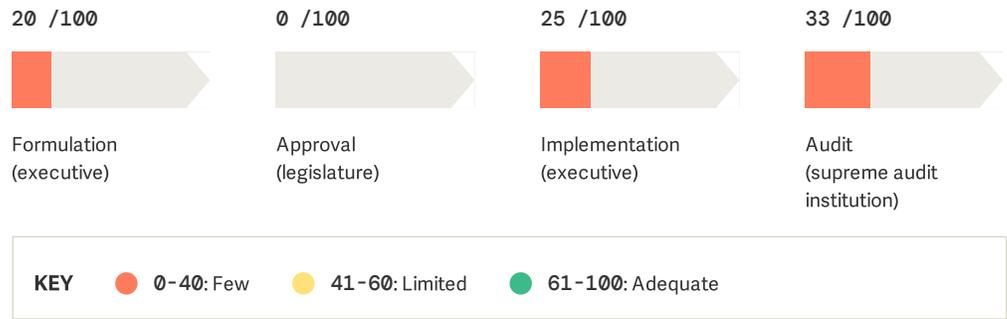 20 /100
0 /100
25 /100
33 /100
Formulation
(executive)
Approval
(legislature)
Implementation
(executive)
Audit
(supreme audit
institution)
KEY 0-40: Few 41-60: Limited 61-100: Adequate